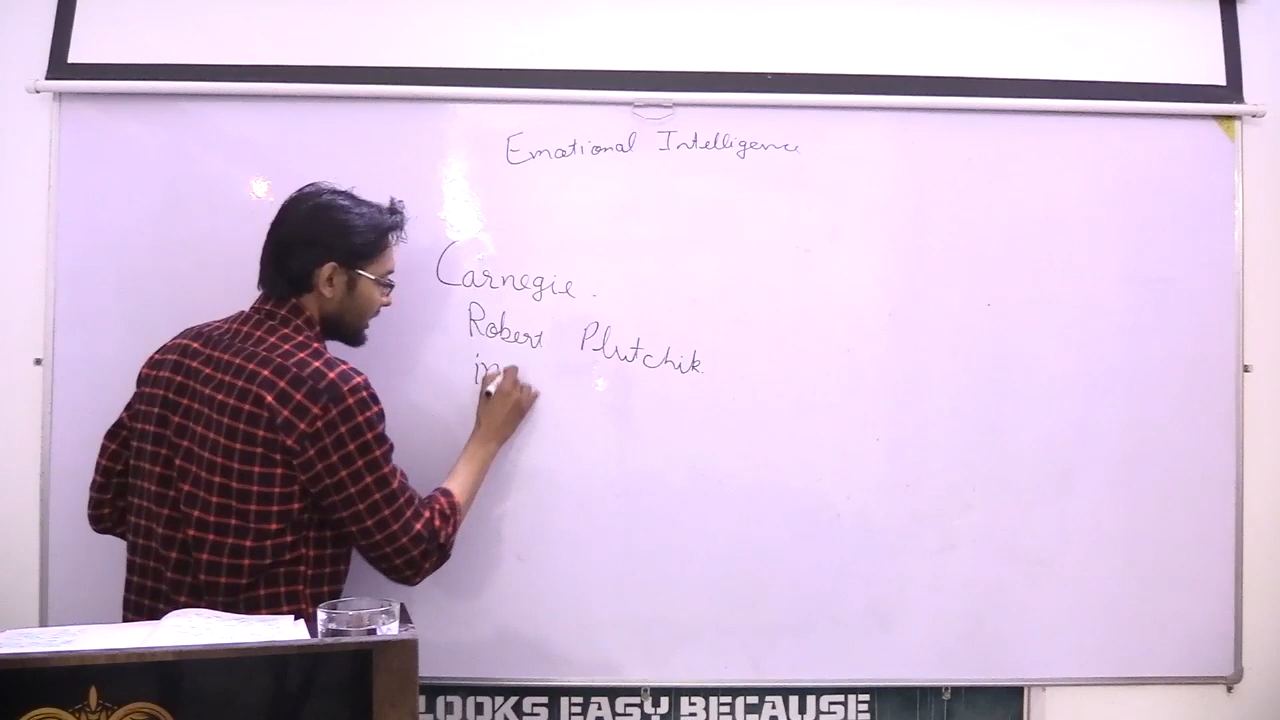 Emotional Intelligence
Carnegie.
Robert Plutchik.
in
LOOKS EASY BECAUSE